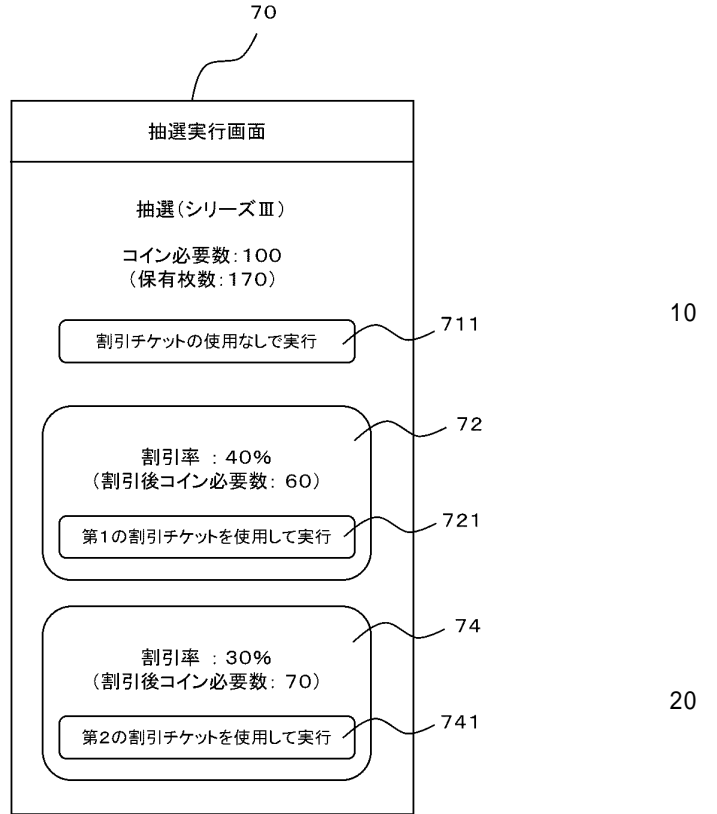 70
抽選実行画面
抽選(シリーズⅢ)
コイン必要数:100
(保有枚数:170)
割引チケットの使用なしで実行
711
10
72
割引率 : 40%
(割引後コイン必要数: 60)
第1の割引チケットを使用して実行
721
74
割引率 : 30%
(割引後コイン必要数: 70)
20
第2の割引チケットを使用して実行
741